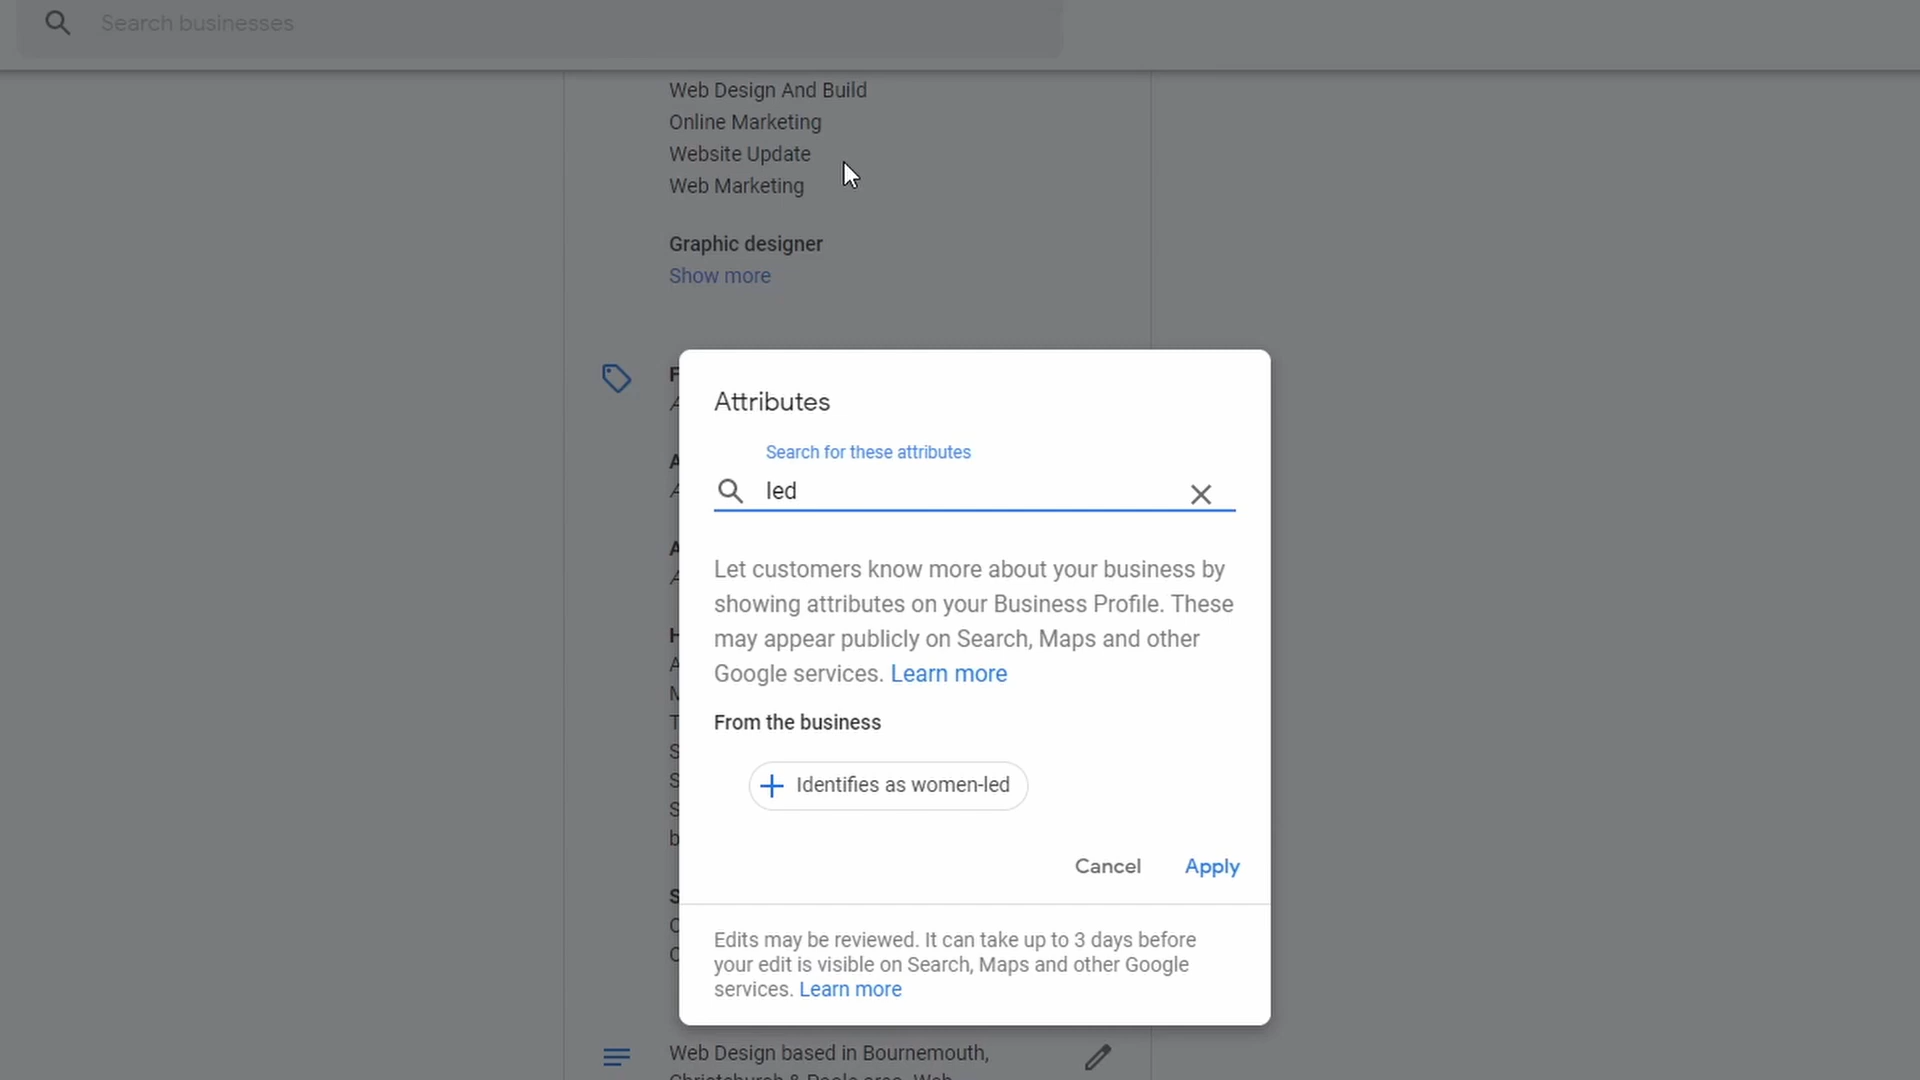 Search businesses
Web Design And Build
Online Marketing
Website Update
Web Marketing
Graphic designer
Show more
Attributes
Search for these attributes
led
Let customers know more about your business by
showing attributes on your Business Profile. These
may appear publicly on Search, Maps and other
Google services. Learn more
From the business
Identifies as women-led
Cancel
Apply
Edits may be reviewed. It can take up to 3 days before
your edit is visible on Search, Maps and other Google
services. Learn more
Web Design based in Bournemouth,
Christchurch & Poole area. Web